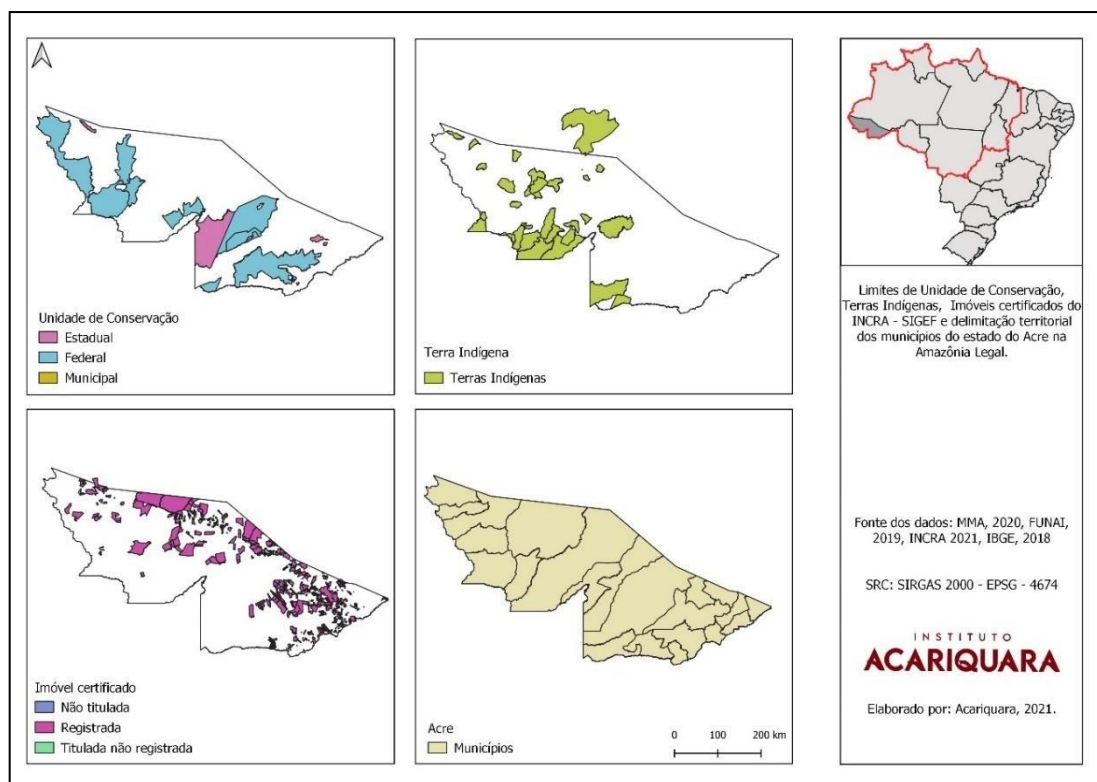 Unidade de Conservação
Estadual
Federal
Municipal
Terra Indígena
Terras Indígenas
Imóvel certificado
Não titulada
Registrada
Titulada não registrada
Acre
Municípios
0 100 200 km
Limites de Unidade de Conservação,
Terras Indígenas, Imóveis certificados do
INCRA - SIGEF e delimitação territorial
dos municípios do estado do Acre na
Amazônia Legal.
Fonte dos dados: MMA, 2020, FUNAI,
2019, INCRA 2021, IBGE, 2018
SRC: SIRGAS 2000 - EPSG - 4674
INSTITUTO
ACARIQUARA
Elaborado por: Acariquara, 2021.